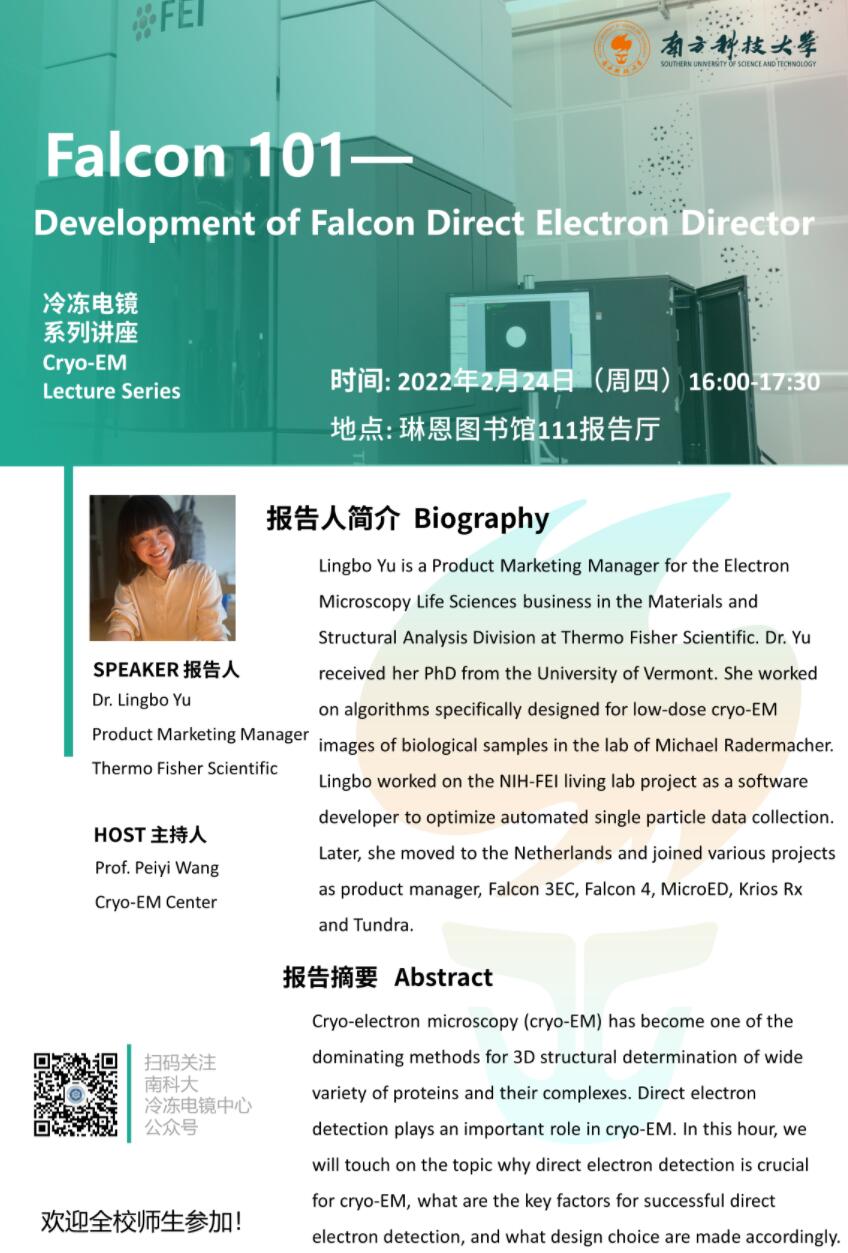 FEI
南方科技大学
SOUTHERN UNIVERSITY OF SCIENCE AND TECHNOLOGY
Falcon 101—
Development of Falcon Direct Electron Director
冷冻电镜
系列讲座
Cryo-EM
Lecture Series
时间: 2022年2月24日（周四）16:00-17:30
地点: 琳恩图书馆111报告厅
SPEAKER 报告人
Dr. Lingbo Yu
Product Marketing Manager
Thermo Fisher Scientific
HOST 主持人
Prof. Peiyi Wang
Cryo-EM Center
报告人简介 Biography
Lingbo Yu is a Product Marketing Manager for the Electron
Microscopy Life Sciences business in the Materials and
Structural Analysis Division at Thermo Fisher Scientific. Dr. Yu
received her PhD from the University of Vermont. She worked
on algorithms specifically designed for low-dose cryo-EM
images of biological samples in the lab of Michael Radermacher.
Lingbo worked on the NIH-FEI living lab project as a software
developer to optimize automated single particle data collection.
Later, she moved to the Netherlands and joined various projects
as product manager, Falcon 3EC, Falcon 4, MicroED, Krios Rx
and Tundra.
报告摘要 Abstract
Cryo-electron microscopy (cryo-EM) has become one of the
dominating methods for 3D structural determination of wide
variety of proteins and their complexes. Direct electron
detection plays an important role in cryo-EM. In this hour, we
will touch on the topic why direct electron detection is crucial
for cryo-EM, what are the key factors for successful direct
electron detection, and what design choice are made accordingly.
扫码关注
南科大
冷冻电镜中心
公众号
欢迎全校师生参加！